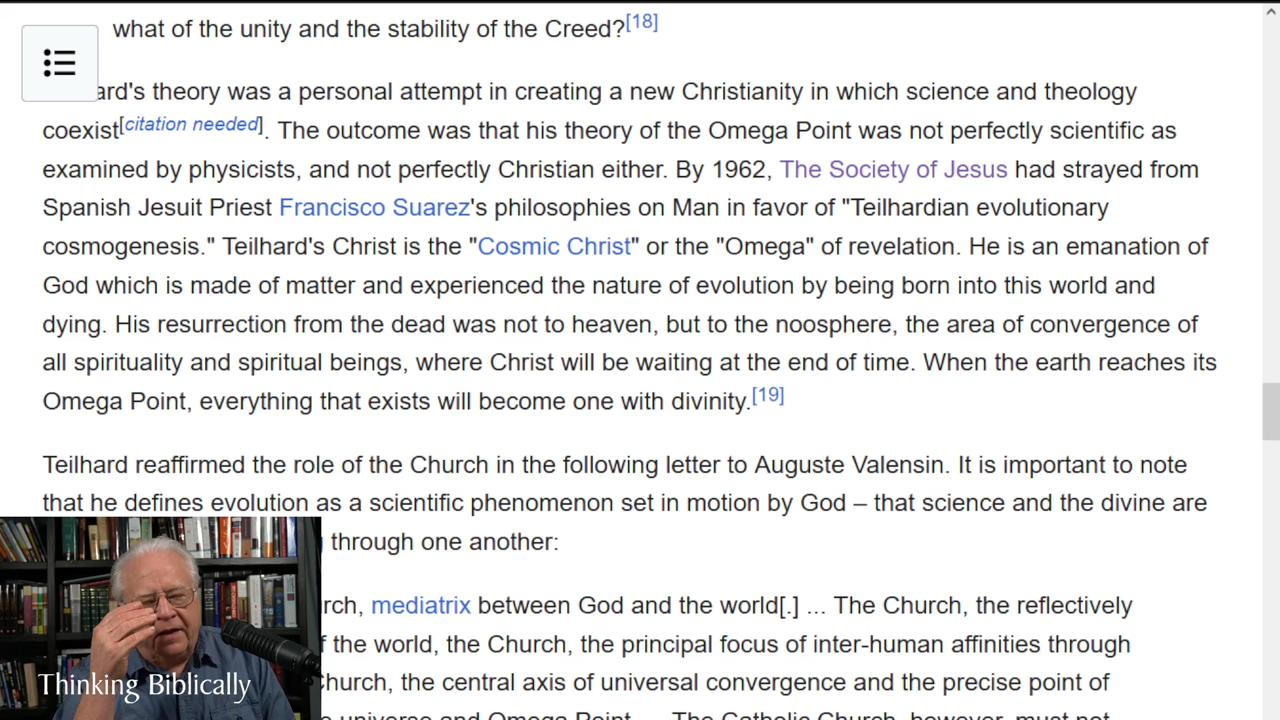 what of the unity and the stability of the Creed?[18]
ard's theory was a personal attempt in creating a new Christianity in which science and theology
coexist[citation needed]. The outcome was that his theory of the Omega Point was not perfectly scientific as
examined by physicists, and not perfectly Christian either. By 1962, The Society of Jesus had strayed from
Spanish Jesuit Priest Francisco Suarez's philosophies on Man in favor of "Teilhardian evolutionary
cosmogenesis." Teilhard's Christ is the "Cosmic Christ" or the "Omega" of revelation. He is an emanation of
God which is made of matter and experienced the nature of evolution by being born into this world and
dying. His resurrection from the dead was not to heaven, but to the noosphere, the area of convergence of
all spirituality and spiritual beings, where Christ will be waiting at the end of time. When the earth reaches its
Omega Point, everything that exists will become one with divinity.[19]
Teilhard reaffirmed the role of the Church in the following letter to Auguste Valensin. It is important to note
that he defines evolution as a scientific phenomenon set in motion by God – that science and the divine are
through one another:
rch, mediatrix between God and the world[.] ... The Church, the reflectively
f the world, the Church, the principal focus of inter-human affinities through
Church, the central axis of universal convergence and the precise point of
universe and Omega Point. ... The Catholic Church, however, must not
Thinking Biblically